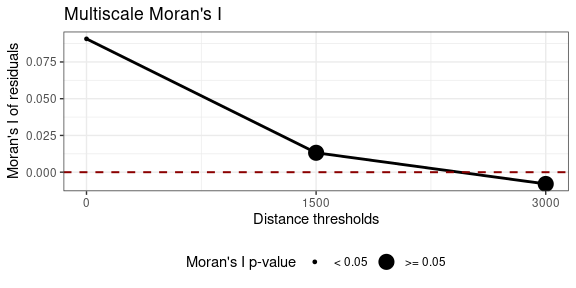 Multiscale Moran's I
Moran's I of residuals
0.075
0.050
0.025
0.000
0 1500 3000
Distance thresholds
Moran's I p-value < 0.05 >= 0.05